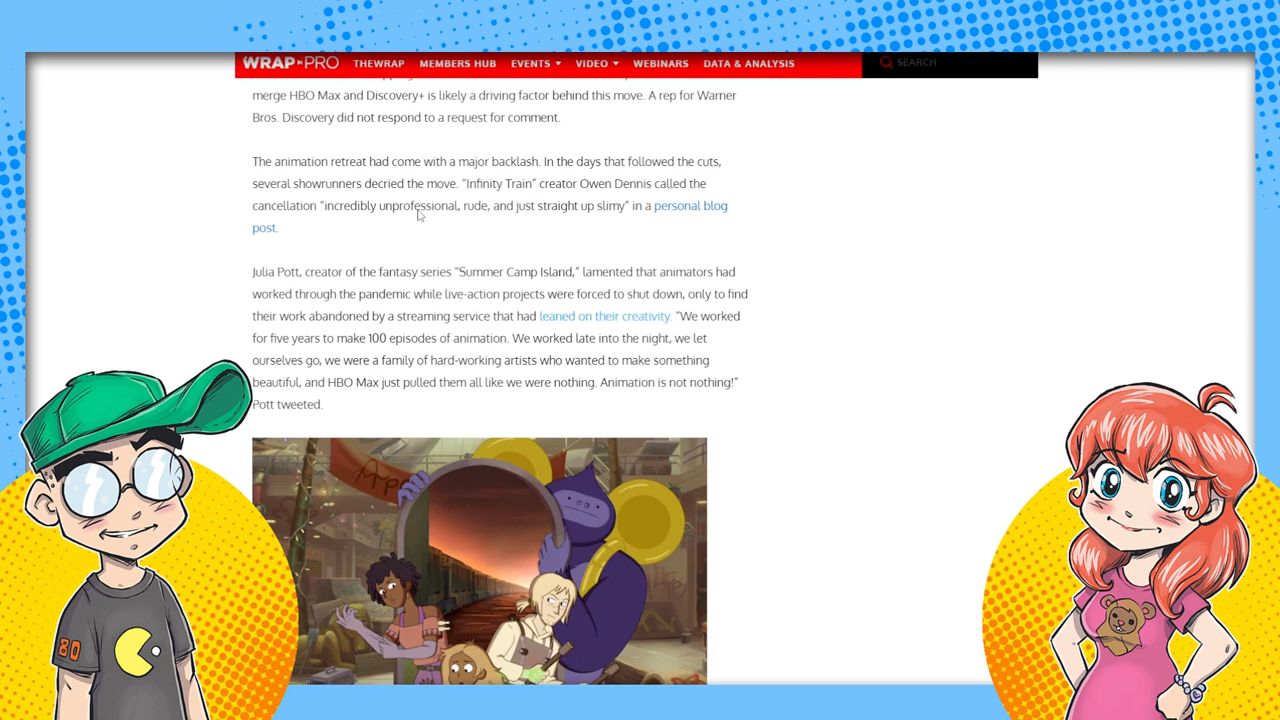 WRAP PRO THEWRAP MEMBERS HUB EVENTS VIDEO WEBINARS DATA & ANALYSIS SEARCH
merge HBO Max and Discovery+ is likely a driving factor behind this move. A rep for Warner
Bros. Discovery did not respond to a request for comment.
The animation retreat had come with a major backlash. In the days that followed the cuts,
several showrunners decried the move. “Infinity Train” creator Owen Dennis called the
cancellation “incredibly unprofessional, rude, and just straight up slimy” in a personal blog
post.
Julia Pott, creator of the fantasy series “Summer Camp Island,” lamented that animators had
worked through the pandemic while live-action projects were forced to shut down, only to find
their work abandoned by a streaming service that had leaned on their creativity. “We worked
for five years to make 100 episodes of animation. We worked late into the night, we let
ourselves go, we were a family of hard-working artists who wanted to make something
beautiful, and HBO Max just pulled them all like we were nothing. Animation is not nothing!”
Pott tweeted.
80